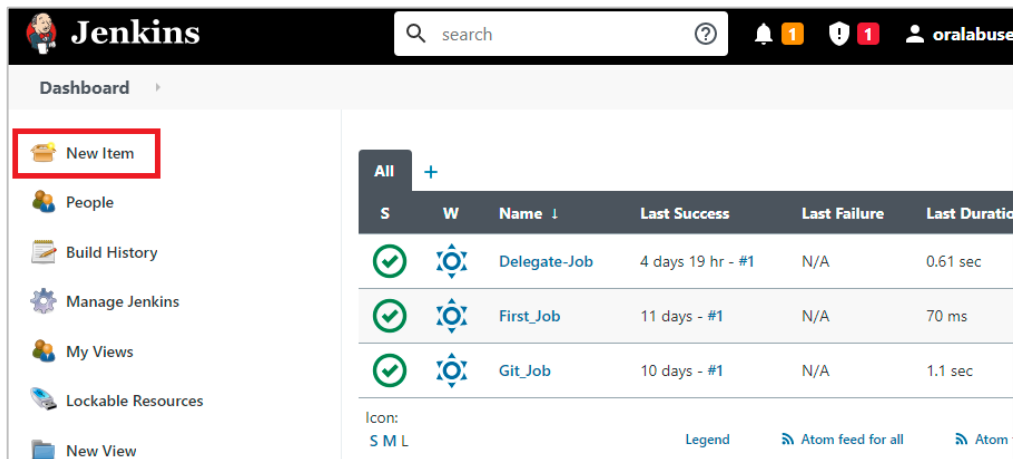 Jenkins
search
1
1
oralabuse
Dashboard
New Item
People
Build History
Manage Jenkins
My Views
Lockable Resources
New View
All +
S W Name ↓ Last Success Last Failure Last Duratio
Delegate-Job 4 days 19 hr - #1 N/A 0.61 sec
First_Job 11 days - #1 N/A 70 ms
Git_Job 10 days - #1 N/A 1.1 sec
Icon:
S M L
Legend Atom feed for all Atom